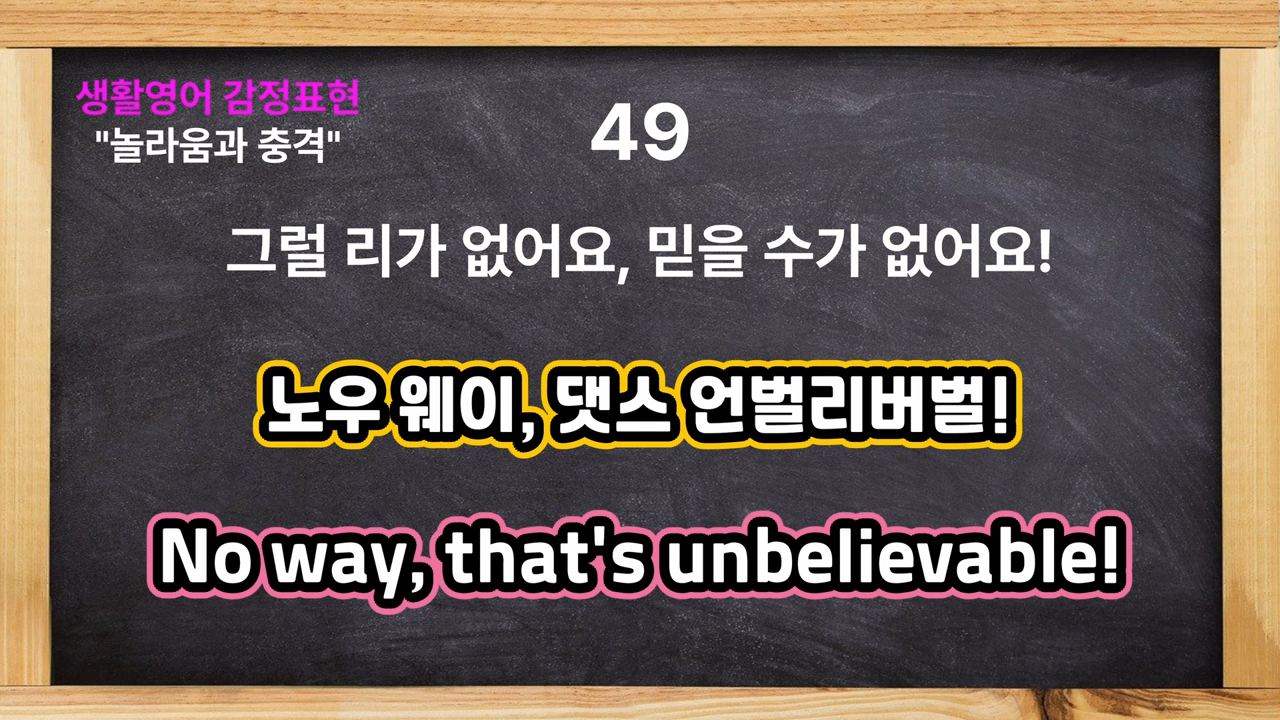 생활영어 감정표현
"놀라움과 충격"
49
그럴 리가 없어요, 믿을 수가 없어요!
노우 웨이, 댓스 언벌리버벌!
No way, that's unbelievable!